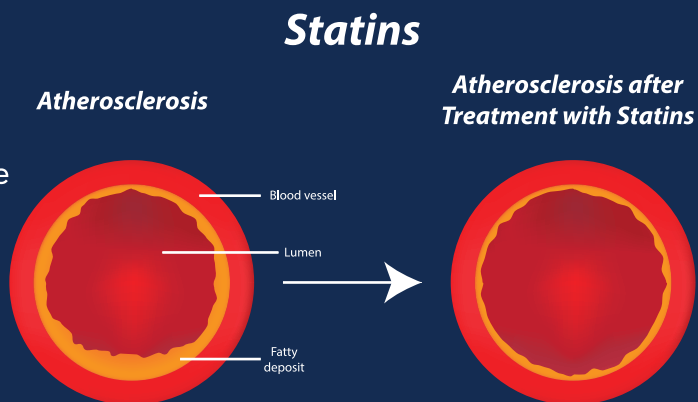 Statins
Atherosclerosis
Atherosclerosis after
Treatment with Statins
e
Blood vessel
Lumen
Fatty
deposit